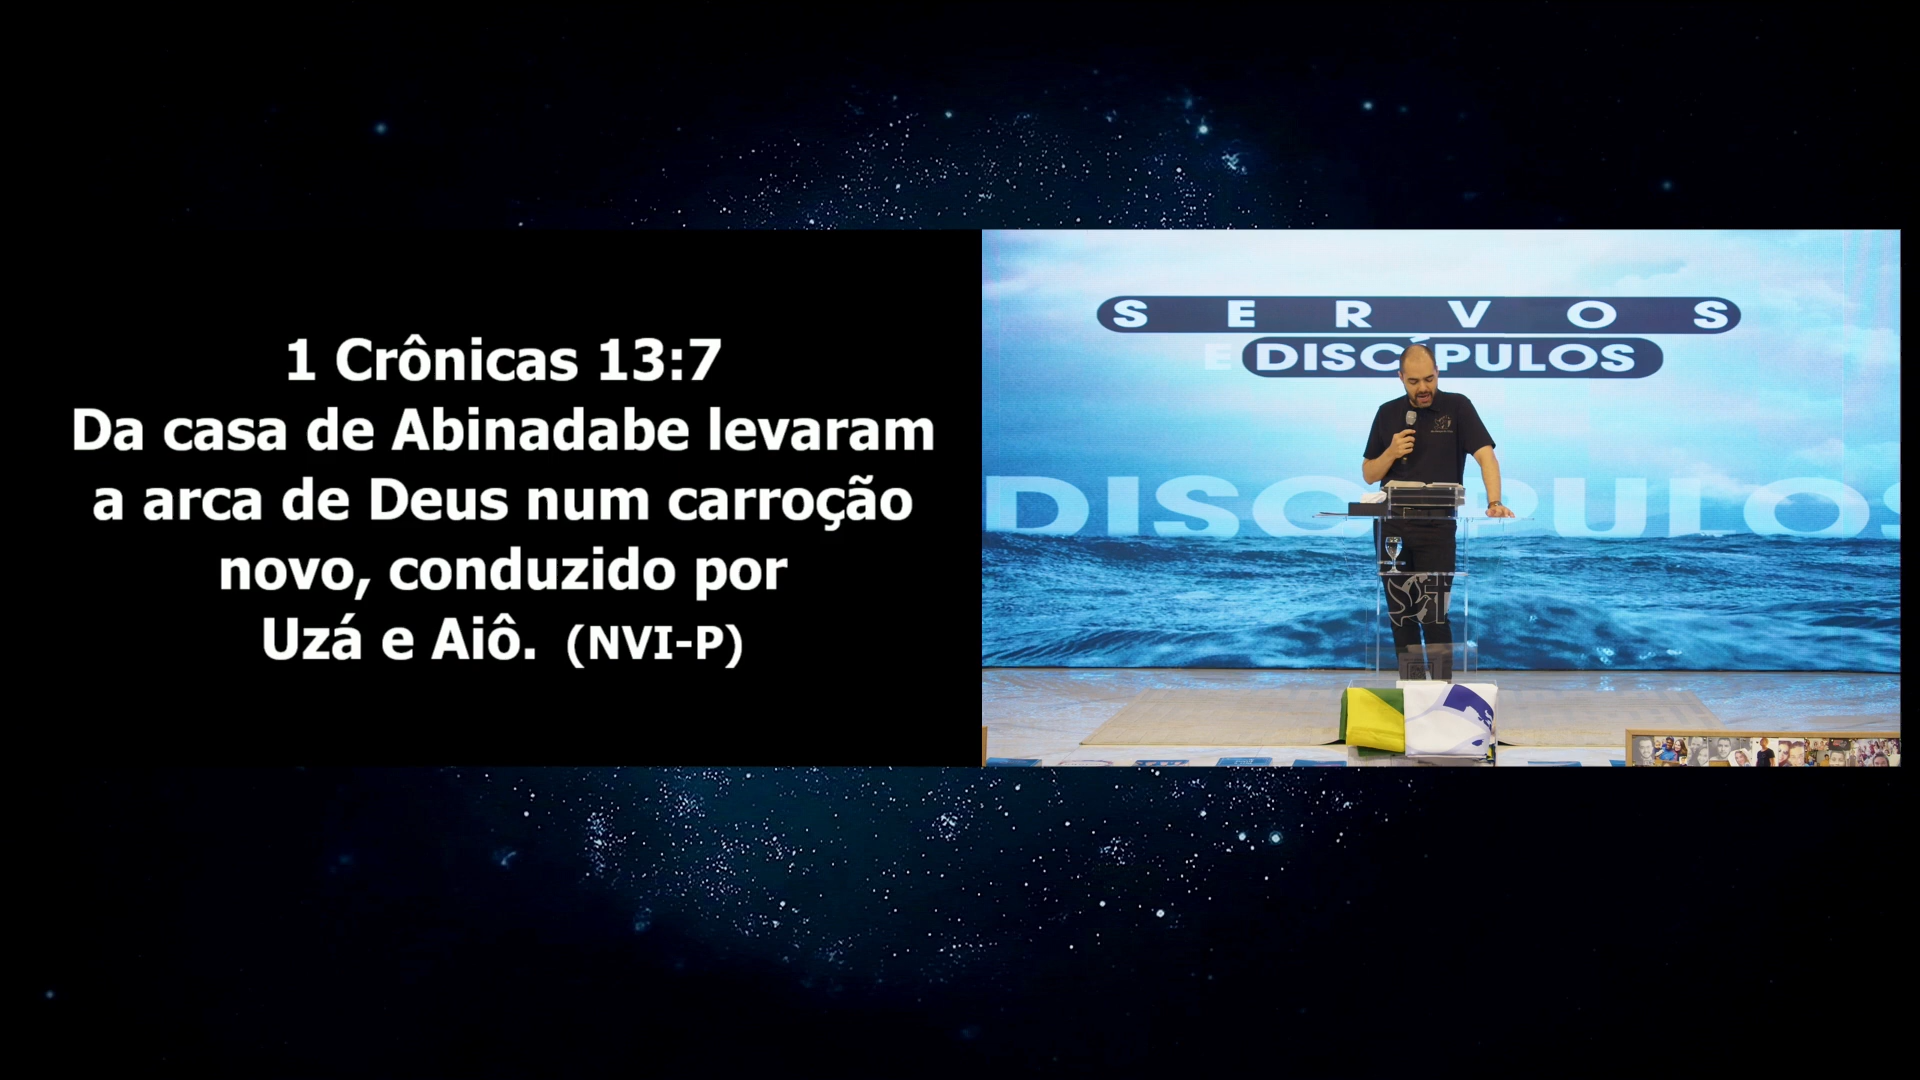 1 Crônicas 13:7
Da casa de Abinadabe levaram
a arca de Deus num carroção
novo, conduzido por
Uzá e Aiô. (NVI-P)
SERVOS
E DISCÍPULOS
DISCIPULOS